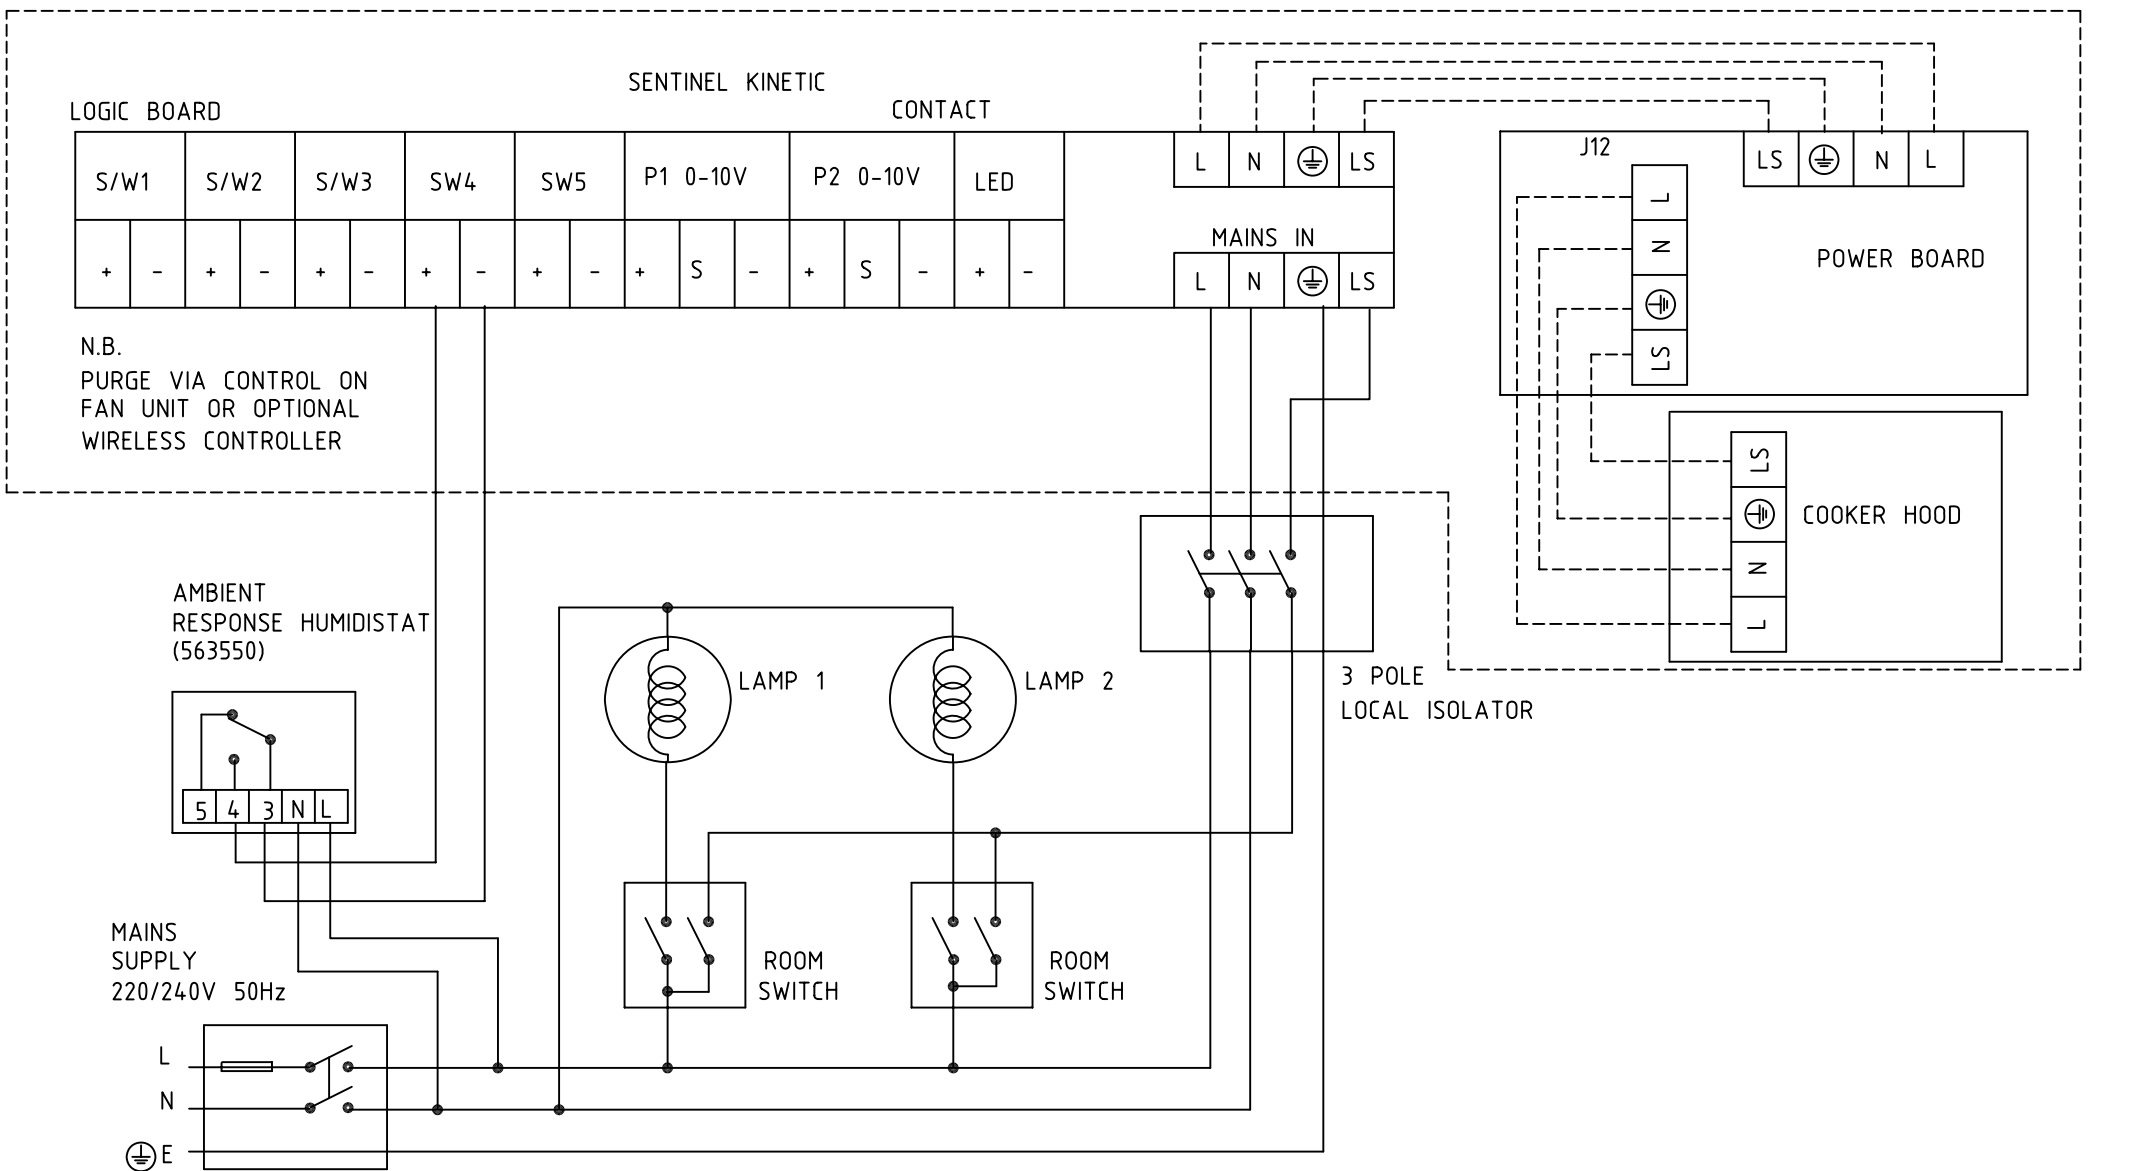 SENTINEL KINETIC
LOGIC BOARD
CONTACT
S/W1 S/W2 S/W3 SW4 SW5 P1 0-10V P2 0-10V LED
+ - + - + - + - + - + S - + S - + -
L N LS
MAINS IN
L N LS
J12
LS N L
L
N
LS
POWER BOARD
LS
N
L
COOKER HOOD
N.B.
PURGE VIA CONTROL ON
FAN UNIT OR OPTIONAL
WIRELESS CONTROLLER
AMBIENT
RESPONSE HUMIDISTAT
(563550)
5 4 3 N L
LAMP 1
LAMP 2
3 POLE
LOCAL ISOLATOR
ROOM
SWITCH
ROOM
SWITCH
MAINS
SUPPLY
220/240V 50Hz
L
N
E